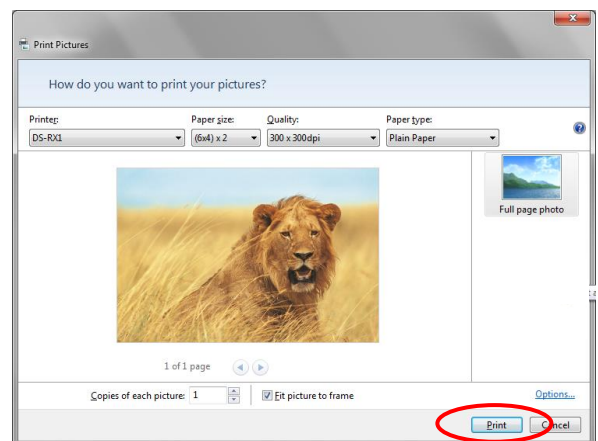 Print Pictures
How do you want to print your pictures?
Printer: Paper size: Quality: Paper type:
DS-RX1 (6x4) x 2 300 x 300dpi Plain Paper
Full page photo
1 of 1 page
Copies of each picture: 1 Fit picture to frame Options...
Print Cancel